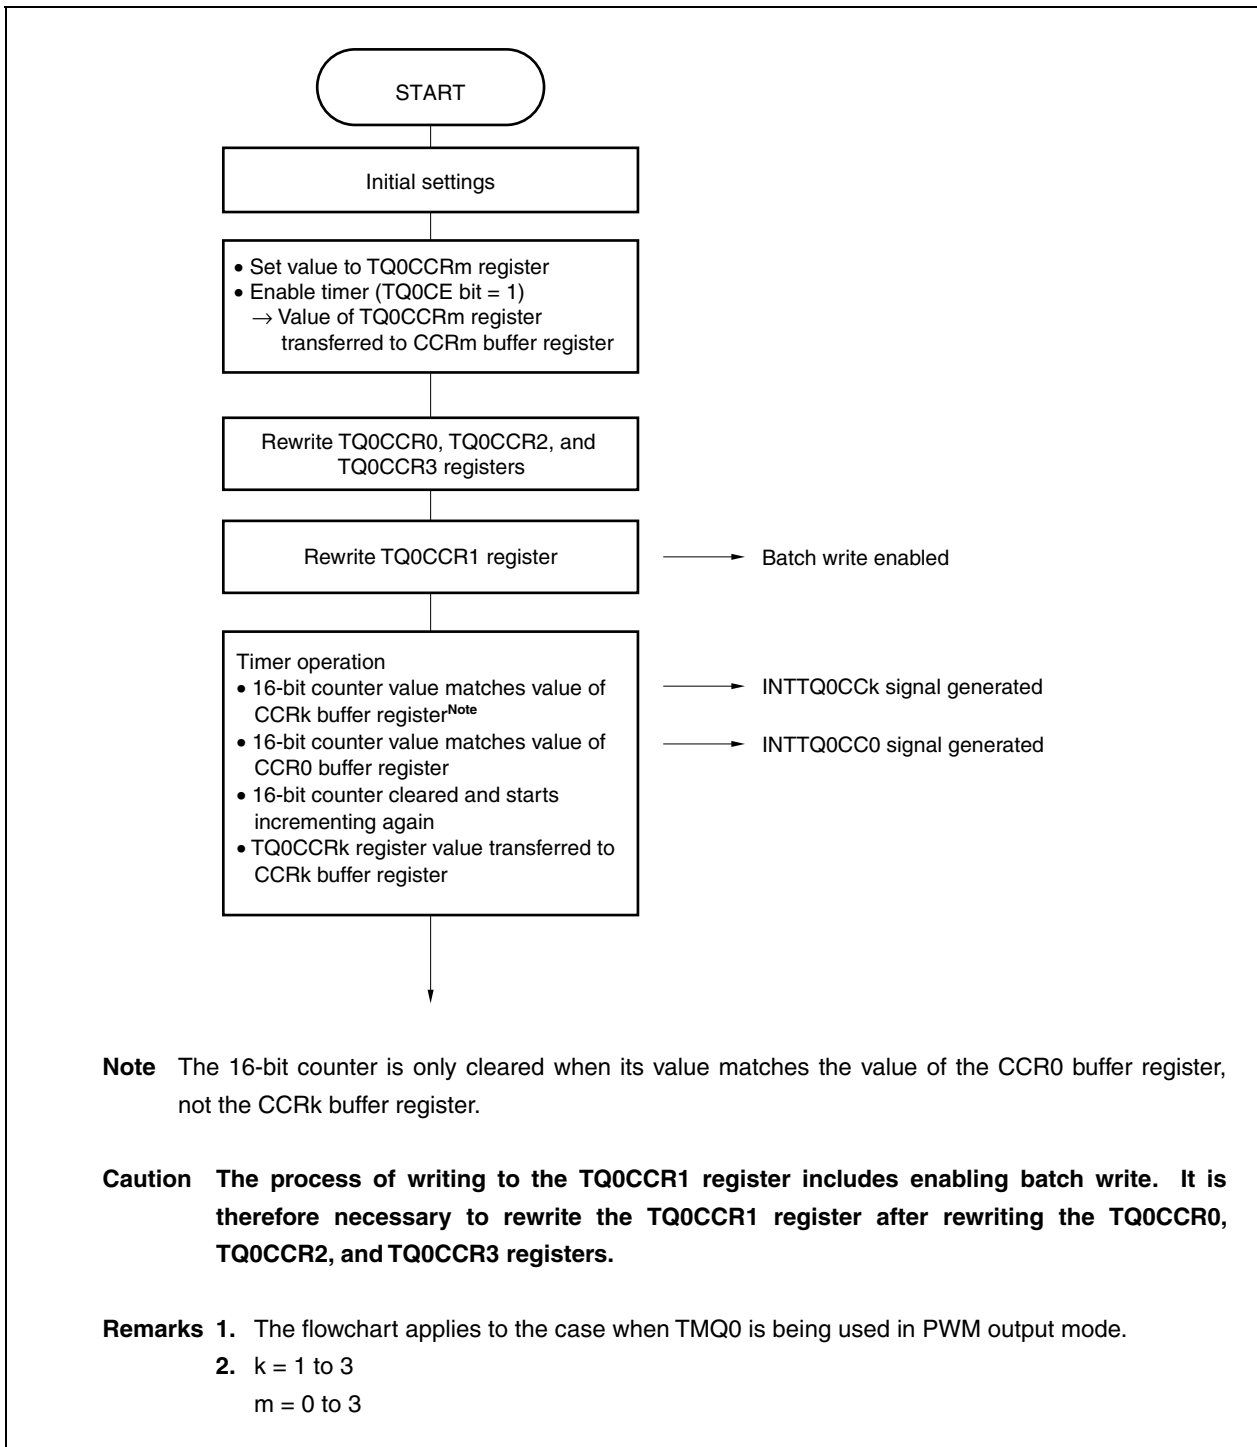 START
Initial settings
• Set value to TQ0CCRm register
• Enable timer (TQ0CE bit = 1)
→ Value of TQ0CCRm register
transferred to CCRm buffer register
Rewrite TQ0CCR0, TQ0CCR2, and
TQ0CCR3 registers
Rewrite TQ0CCR1 register
Batch write enabled
Timer operation
• 16-bit counter value matches value of
CCRk buffer registerNote
INTTQ0CCk signal generated
• 16-bit counter value matches value of
CCR0 buffer register
INTTQ0CC0 signal generated
• 16-bit counter cleared and starts
incrementing again
• TQ0CCRk register value transferred to
CCRk buffer register
Note The 16-bit counter is only cleared when its value matches the value of the CCR0 buffer register,
not the CCRk buffer register.
Caution The process of writing to the TQ0CCR1 register includes enabling batch write. It is
therefore necessary to rewrite the TQ0CCR1 register after rewriting the TQ0CCR0,
TQ0CCR2, and TQ0CCR3 registers.
Remarks 1. The flowchart applies to the case when TMQ0 is being used in PWM output mode.
2. k = 1 to 3
m = 0 to 3